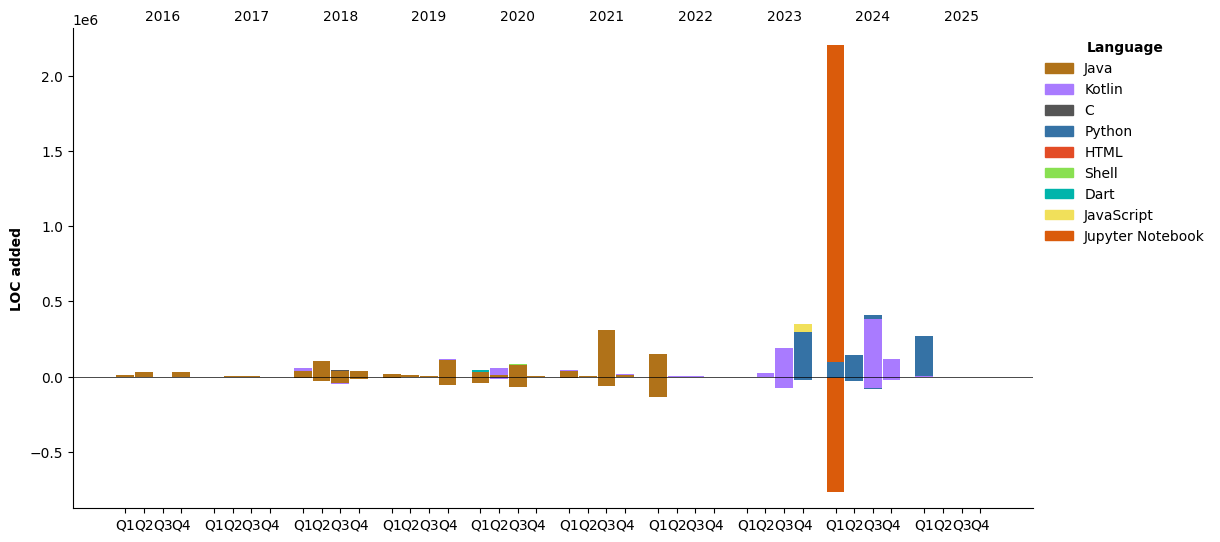 1e6
2016 2017 2018 2019 2020 2021 2022 2023 2024 2025
Language
Java
Kotlin
C
Python
HTML
Shell
Dart
JavaScript
Jupyter Notebook
LOC added
2.0
1.5
1.0
0.5
0.0
−0.5
Q1Q2Q3Q4 Q1Q2Q3Q4 Q1Q2Q3Q4 Q1Q2Q3Q4 Q1Q2Q3Q4 Q1Q2Q3Q4 Q1Q2Q3Q4 Q1Q2Q3Q4 Q1Q2Q3Q4 Q1Q2Q3Q4